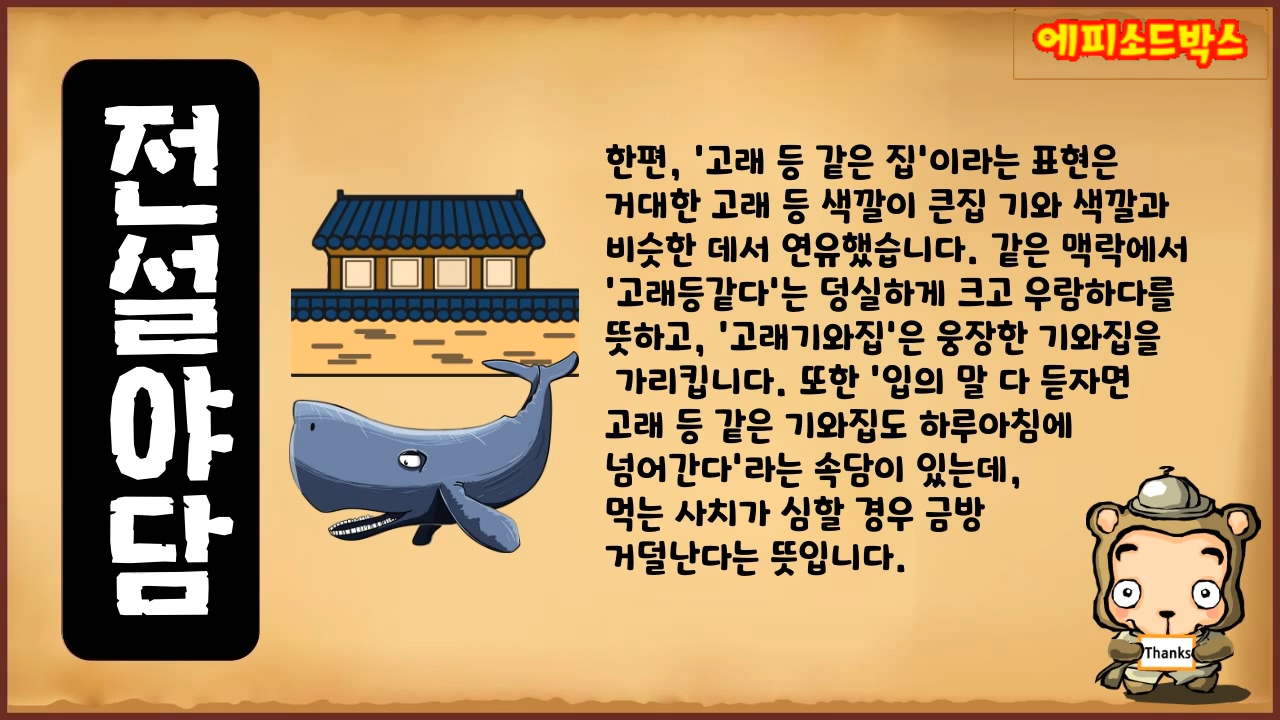 에피소드박스
전설야담
한편, '고래 등 같은 집'이라는 표현은
거대한 고래 등 색깔이 큰집 기와 색깔과
비슷한 데서 연유했습니다. 같은 맥락에서
'고래등같다'는 덩실하게 크고 우람하다를
뜻하고, '고래기와집'은 웅장한 기와집을
가리킵니다. 또한 '입의 말 다 듣자면
고래 등 같은 기와집도 하루아침에
넘어간다'라는 속담이 있는데,
먹는 사치가 심할 경우 금방
거덜난다는 뜻입니다.
Thanks